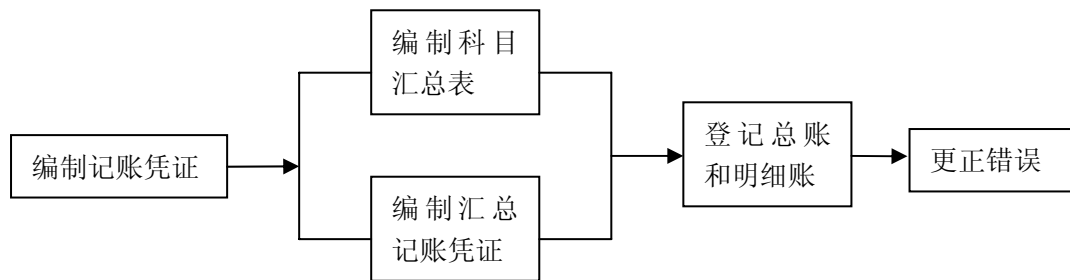 编制记账凭证
编制科目
汇总表
编制汇总
记账凭证
登记总账
和明细账
更正错误